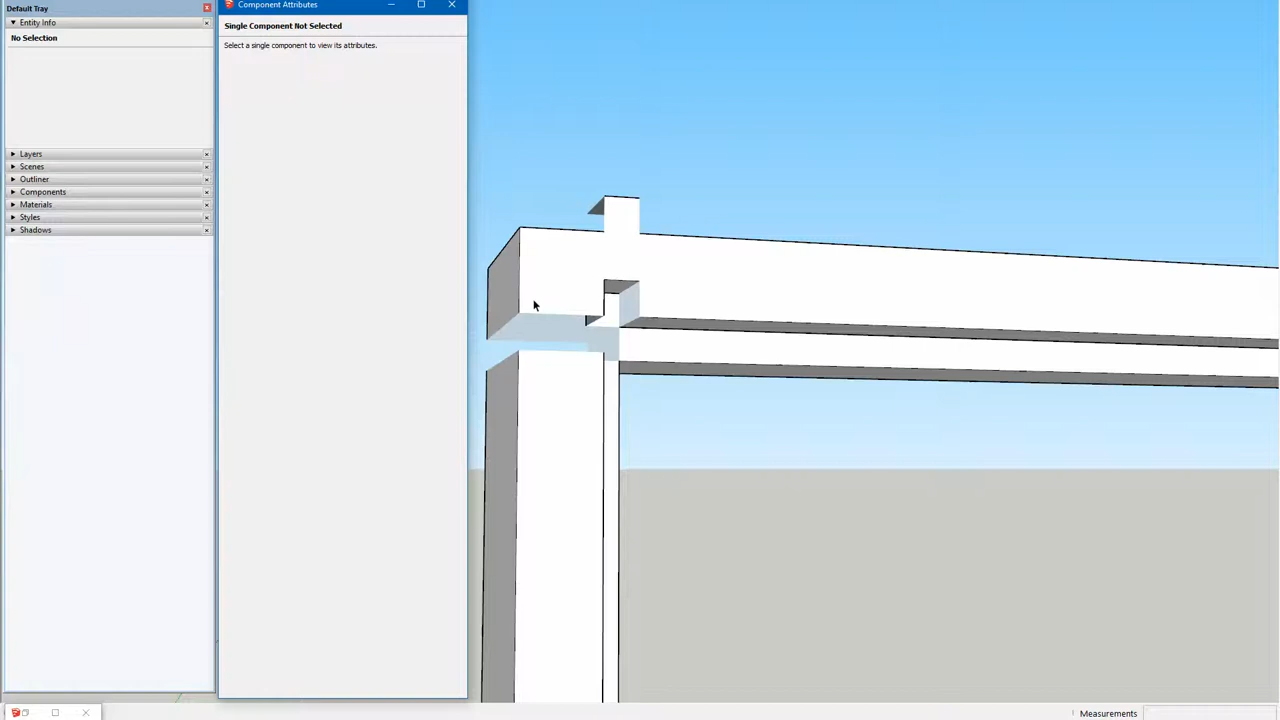 Default Tray
Entity Info
No Selection
Layers
Scenes
Outliner
Components
Materials
Styles
Shadows
Component Attributes
Single Component Not Selected
Select a single component to view its attributes.
Measurements